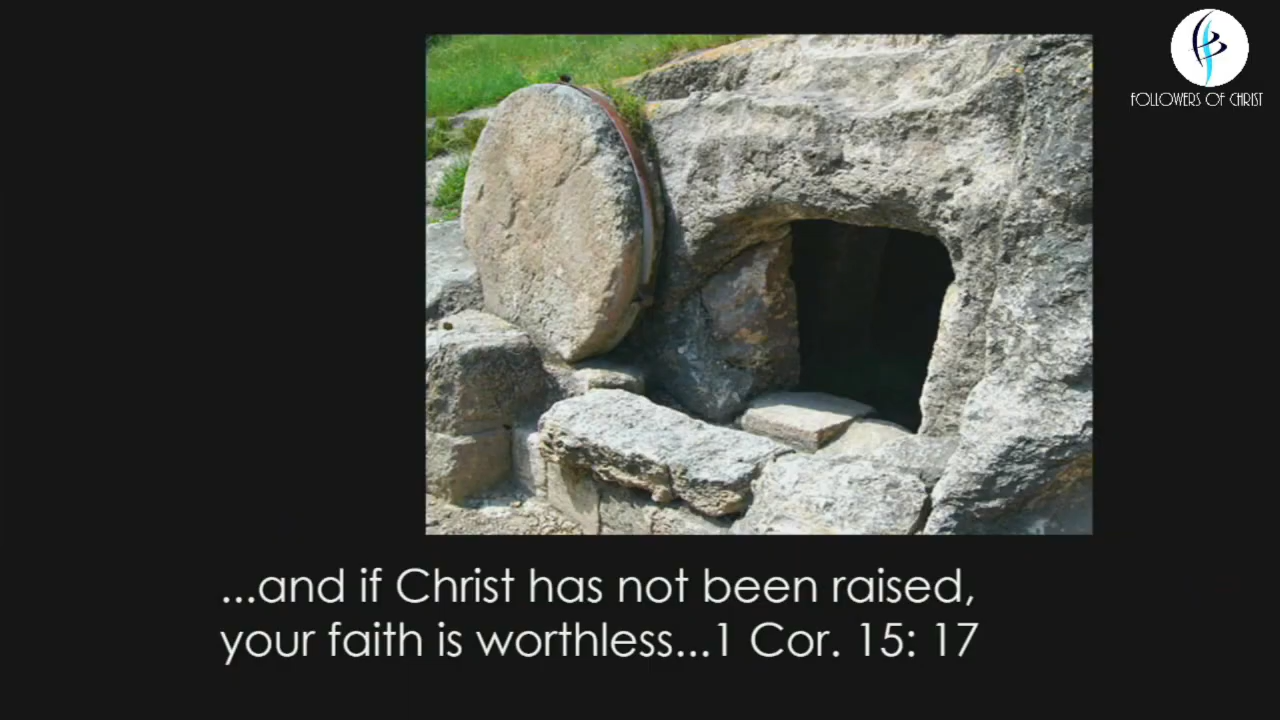 FOLLOWERS OF CHRIST
...and if Christ has not been raised,
your faith is worthless...1 Cor. 15: 17